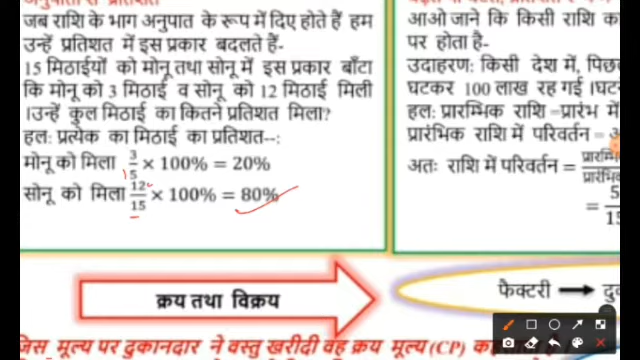 अनुपातों से प्रतिशत
जब राशि के भाग अनुपात के रूप में दिए होते हैं हम
उन्हें प्रतिशत में इस प्रकार बदलते हैं-
15 मिठाईयों को मोनू तथा सोनू में इस प्रकार बाँटा
कि मोनू को 3 मिठाई व सोनू को 12 मिठाई मिली
।उन्हें कुल मिठाई का कितने प्रतिशत मिला?
हल: प्रत्येक का मिठाई का प्रतिशत--:
मोनू को मिला 3/15 × 100% = 20%
सोनू को मिला 12/15 × 100% = 80%
क्रय तथा विक्रय
आओ जाने कि किसी राशि का
पर होता है-
उदाहरण: किसी देश में, पिछ
घटकर 100 लाख रह गई।घटने
हल: प्रारम्भिक राशि =प्रारंभ में
प्रारंभिक राशि में परिवर्तन =
अतः राशि में परिवर्तन =
= 5
फैक्टरी
जिस मूल्य पर दुकानदार ने वस्तु खरीदी वह क्रय मूल्य (CP) का